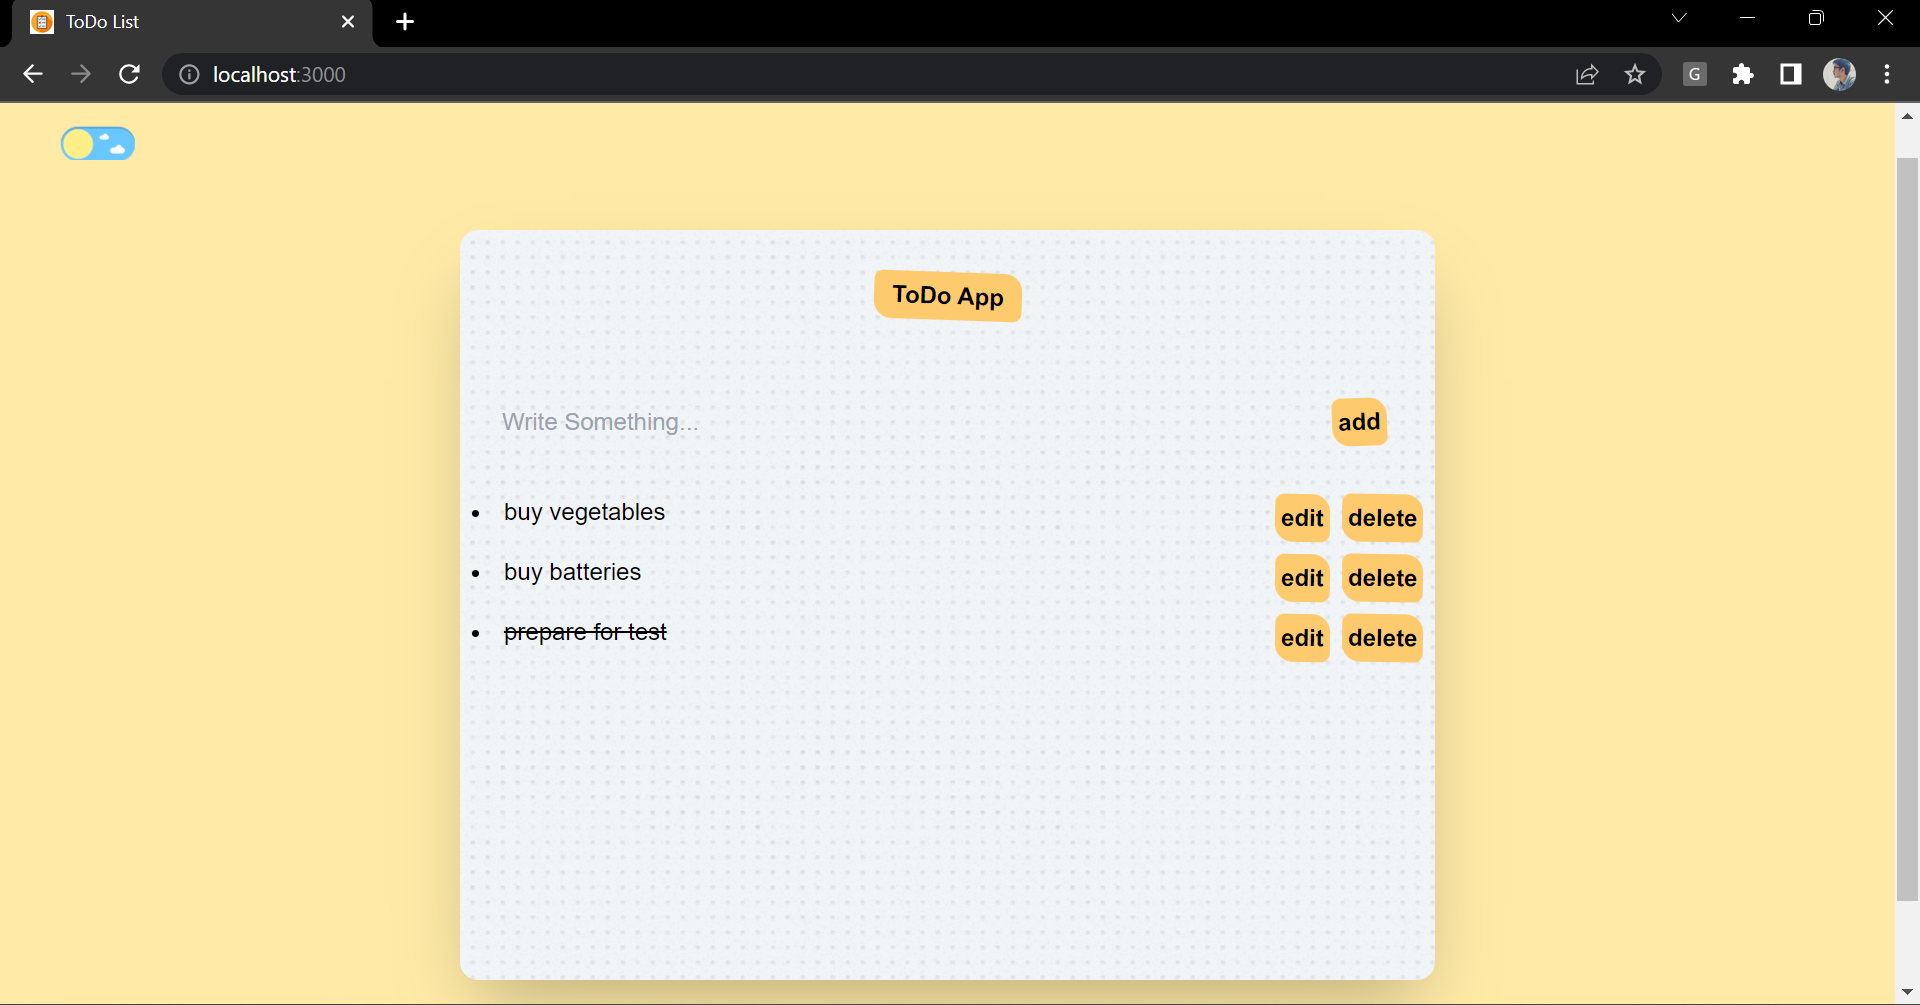 ToDo List
localhost:3000
G
ToDo App
Write Something...
add
buy vegetables
edit delete
buy batteries
edit delete
prepare for test
edit delete